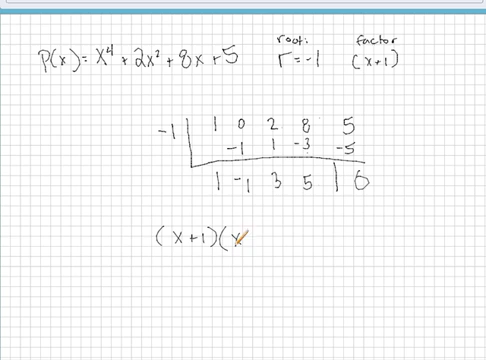 root: factor
P(x) = x⁴ + 2x² + 8x + 5 r = -1 (x+1)
-1 | 1 0 2 8 5
-1 1 -3 -5
1 -1 3 5 | 0
(x+1)(x